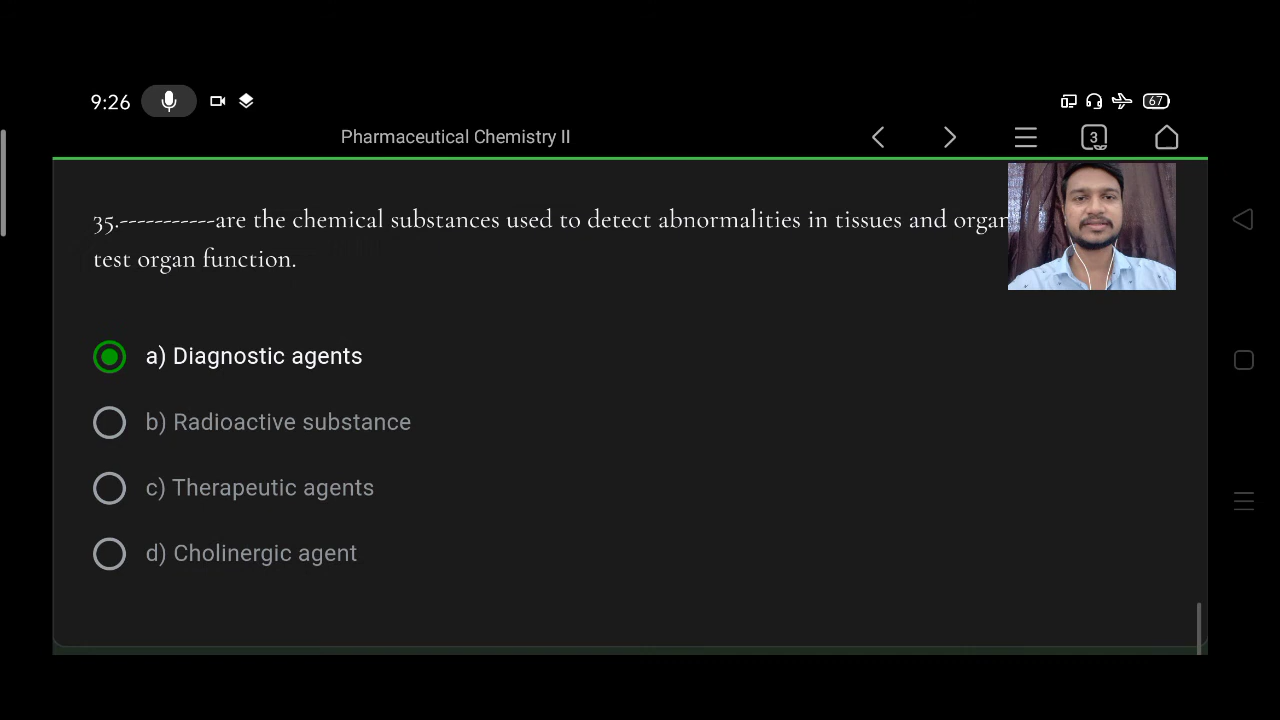 9:26
67
Pharmaceutical Chemistry II
3
35.-----------are the chemical substances used to detect abnormalities in tissues and organ
test organ function.
a) Diagnostic agents
b) Radioactive substance
c) Therapeutic agents
d) Cholinergic agent